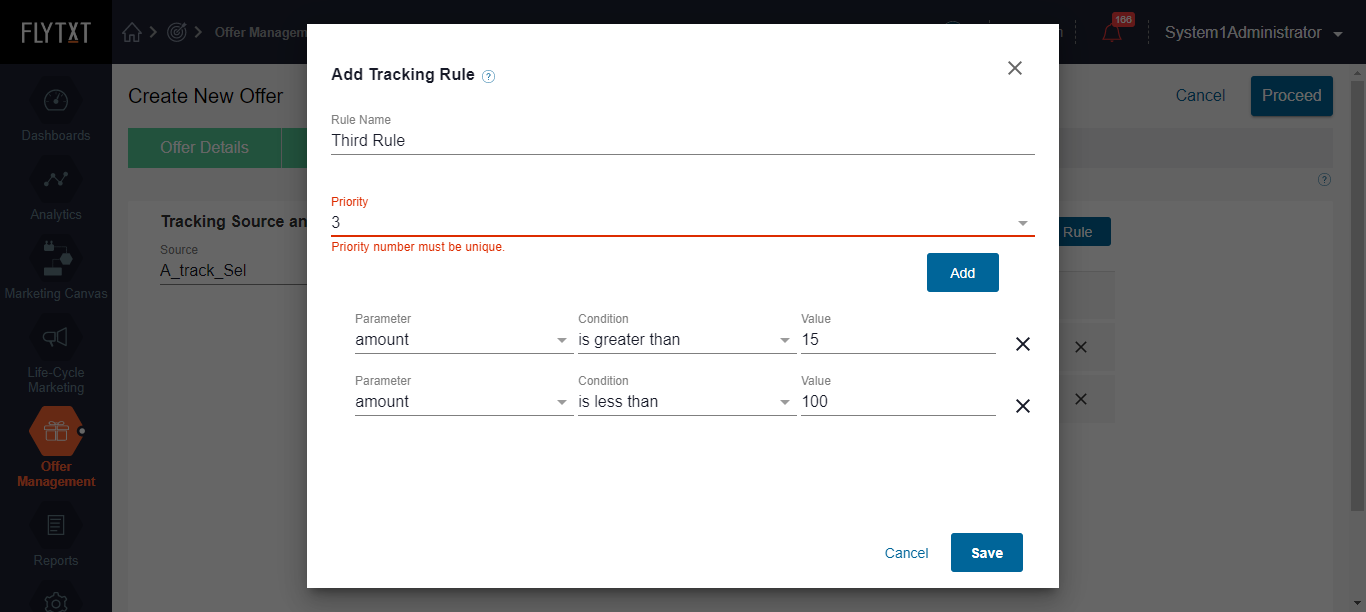 FLYTXT
Offer Managem
166
System1Administrator
Dashboards
Analytics
Marketing Canvas
Life-Cycle
Marketing
Offer
Management
Reports
Create New Offer
Cancel
Proceed
Offer Details
Tracking Source an
Source
A_track_Sel
Rule
Add Tracking Rule ?
Rule Name
Third Rule
Priority
3
Priority number must be unique.
Add
Parameter Condition Value
amount is greater than 15
Parameter Condition Value
amount is less than 100
Cancel
Save